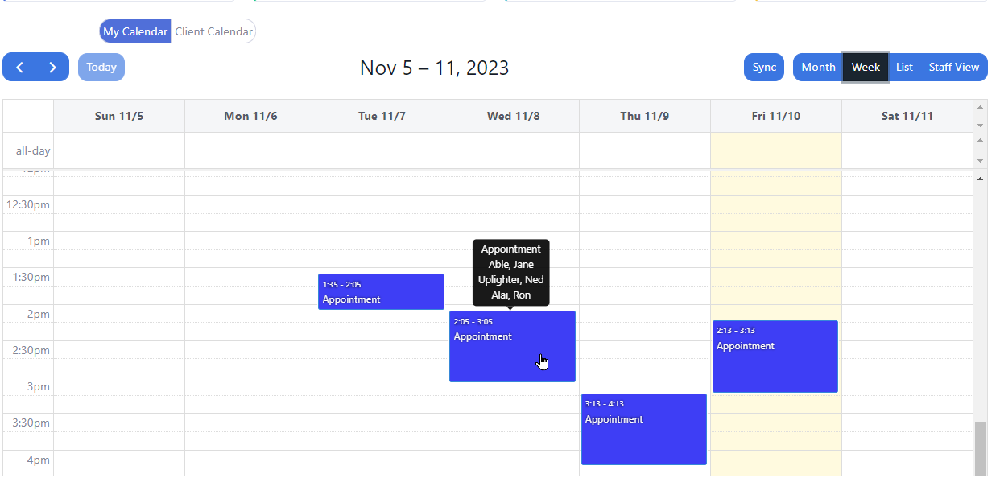 My Calendar Client Calendar
Today
Nov 5 – 11, 2023
Sync
Month Week List Staff View
Sun 11/5 Mon 11/6 Tue 11/7 Wed 11/8 Thu 11/9 Fri 11/10 Sat 11/11
all-day
12:30pm
1pm
Appointment
Able, Jane
Uplighter, Ned
Alai, Ron
1:30pm
1:35 - 2:05
Appointment
2pm
2:05 - 3:05
Appointment
2:13 - 3:13
Appointment
2:30pm
3pm
3:13 - 4:13
Appointment
3:30pm
4pm